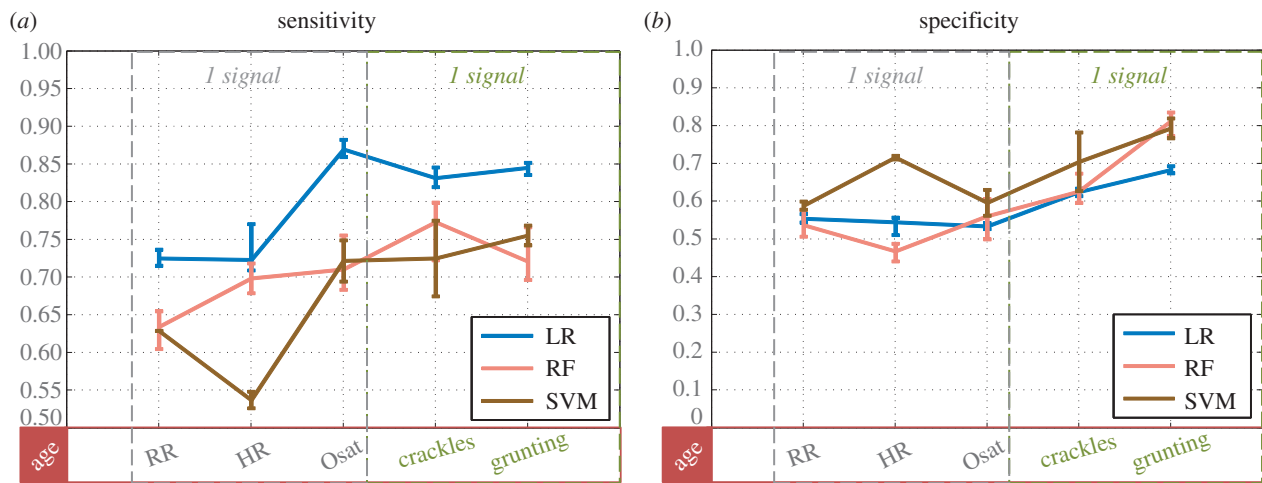 (a) sensitivity
1.00
0.95
0.90
0.85
0.80
0.75
0.70
0.65
0.60
0.55
0.50
1 signal 1 signal
LR
RF
SVM
age RR HR Osat crackles grunting
(b) specificity
1.0
0.9
0.8
0.7
0.6
0.5
0.4
0.3
0.2
0.1
0
1 signal 1 signal
LR
RF
SVM
age RR HR Osat crackles grunting